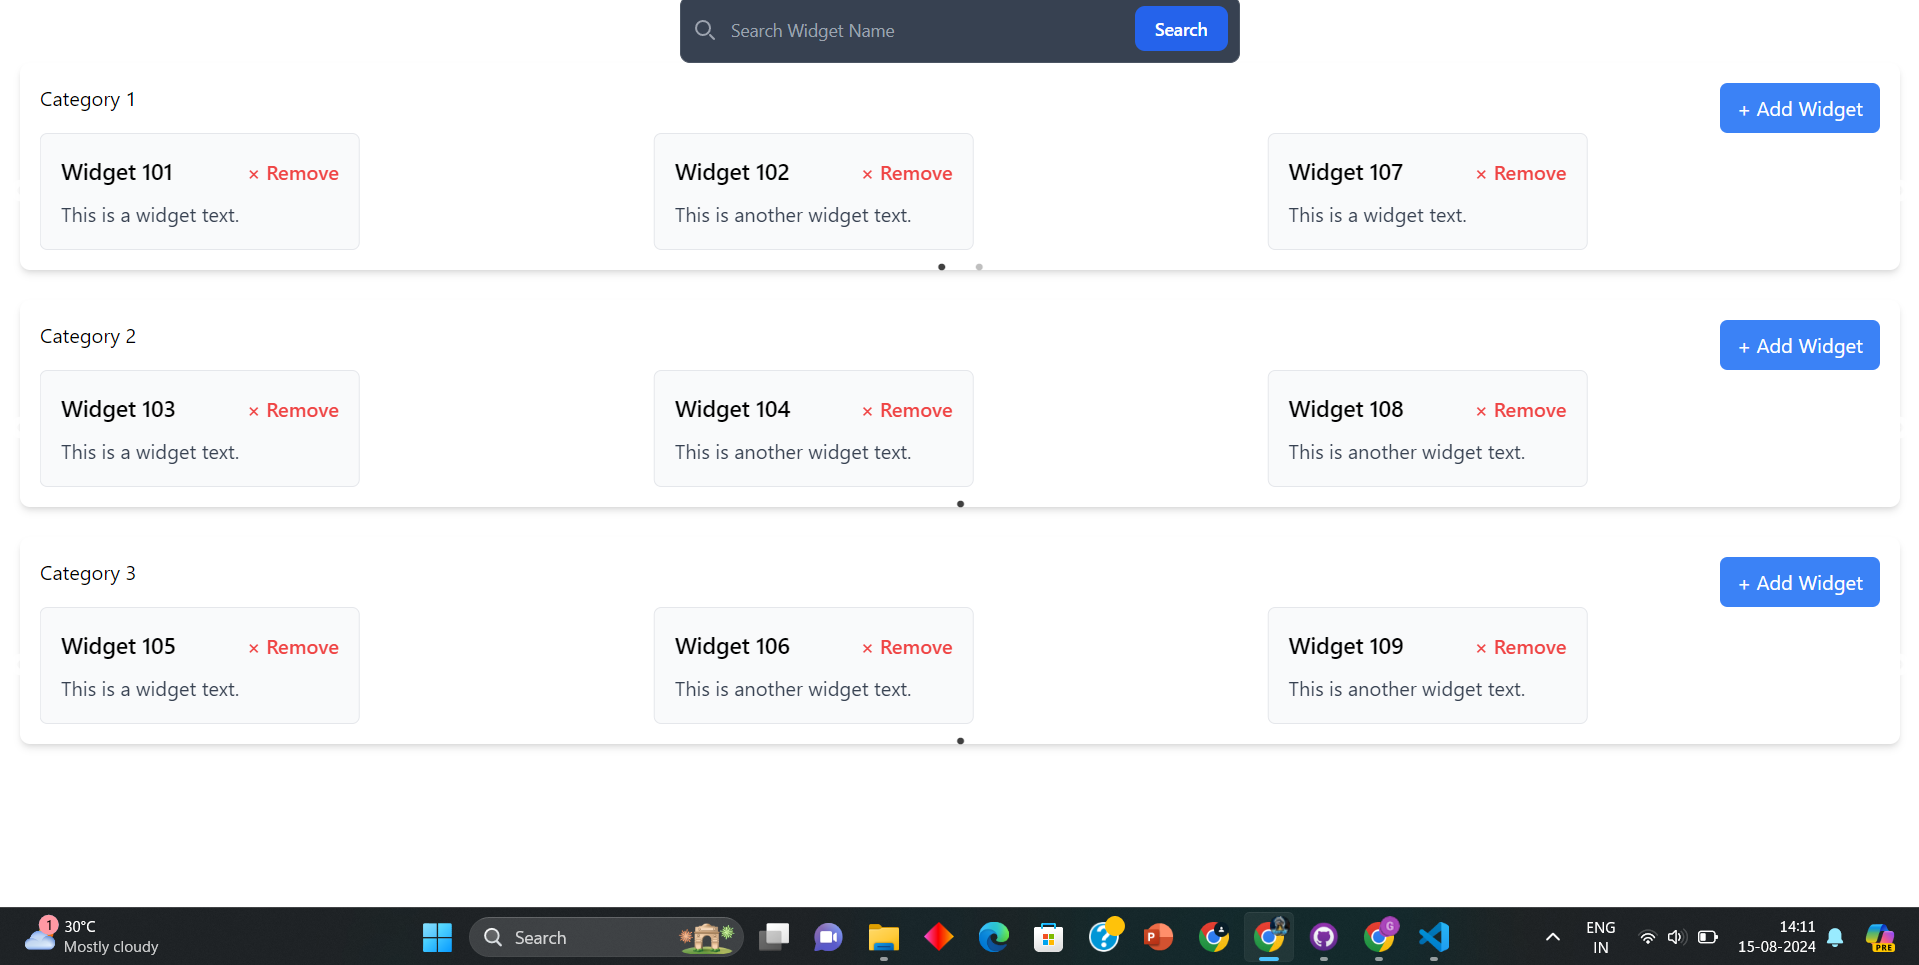 Search Widget Name
Search
Category 1
+ Add Widget
Widget 101 × Remove
This is a widget text.
Widget 102 × Remove
This is another widget text.
Widget 107 × Remove
This is a widget text.
Category 2
+ Add Widget
Widget 103 × Remove
This is a widget text.
Widget 104 × Remove
This is another widget text.
Widget 108 × Remove
This is another widget text.
Category 3
+ Add Widget
Widget 105 × Remove
This is a widget text.
Widget 106 × Remove
This is another widget text.
Widget 109 × Remove
This is another widget text.
1
30°C
Mostly cloudy
Search
?
P
G
ENG
IN
14:11
15-08-2024
PRE